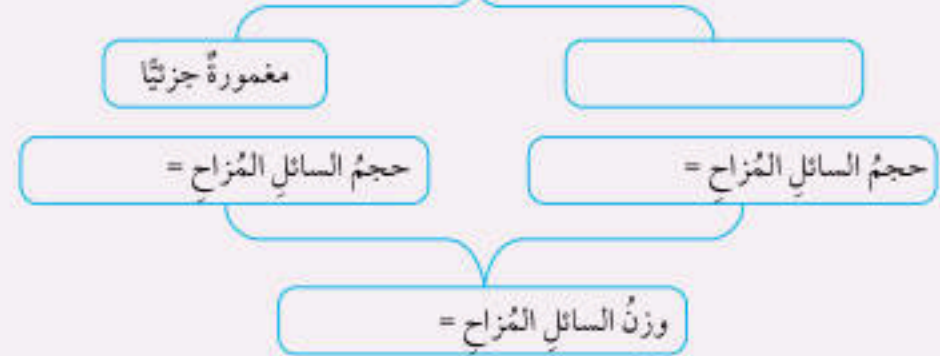 مغمورةٌ جزئيًّا
حجمُ السائلِ المُزاحِ =
حجمُ السائلِ المُزاحِ =
وزنُ السائلِ المُزاحِ =